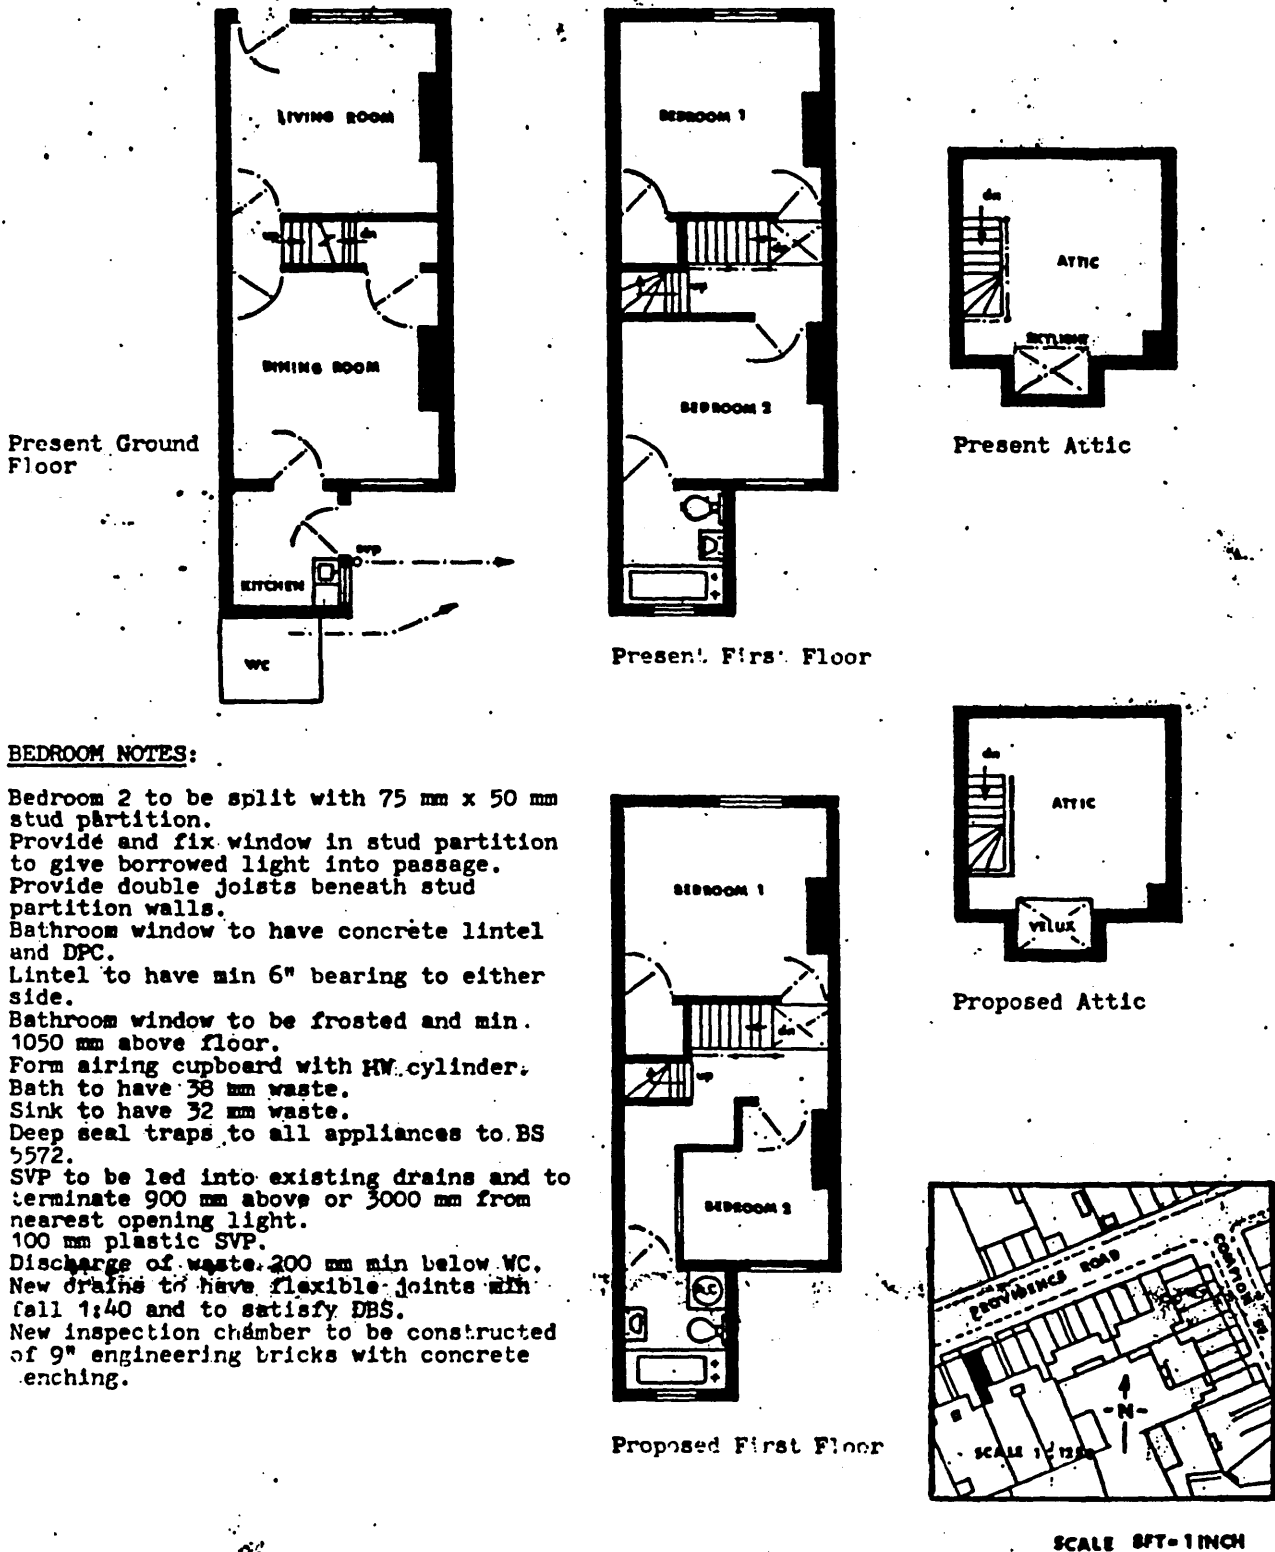 LIVING ROOM
up
dn
DINING ROOM
Present Ground
Floor
svp
KITCHEN
WC
BEDROOM 1
dn
up
BEDROOM 2
Present First Floor
dn
ATTIC
SKYLIGHT
Present Attic
BEDROOM NOTES:
Bedroom 2 to be split with 75 mm x 50 mm
stud partition.
Provide and fix window in stud partition
to give borrowed light into passage.
Provide double joists beneath stud
partition walls.
Bathroom window to have concrete lintel
and DPC.
Lintel to have min 6" bearing to either
side.
Bathroom window to be frosted and min.
1050 mm above floor.
Form airing cupboard with HW cylinder.
Bath to have 38 mm waste.
Sink to have 32 mm waste.
Deep seal traps to all appliances to BS
5572.
SVP to be led into existing drains and to
terminate 900 mm above or 3000 mm from
nearest opening light.
100 mm plastic SVP.
Discharge of waste 200 mm min below WC.
New drains to have flexible joints min
fall 1:40 and to satisfy DBS.
New inspection chamber to be constructed
of 9" engineering bricks with concrete
enching.
BEDROOM 1
dn
up
BEDROOM 2
Proposed First Floor
dn
ATTIC
VELUX
Proposed Attic
PROVIDENCE ROAD
COMPTON ST.
N
SCALE 1:1250
SCALE 8FT=1INCH